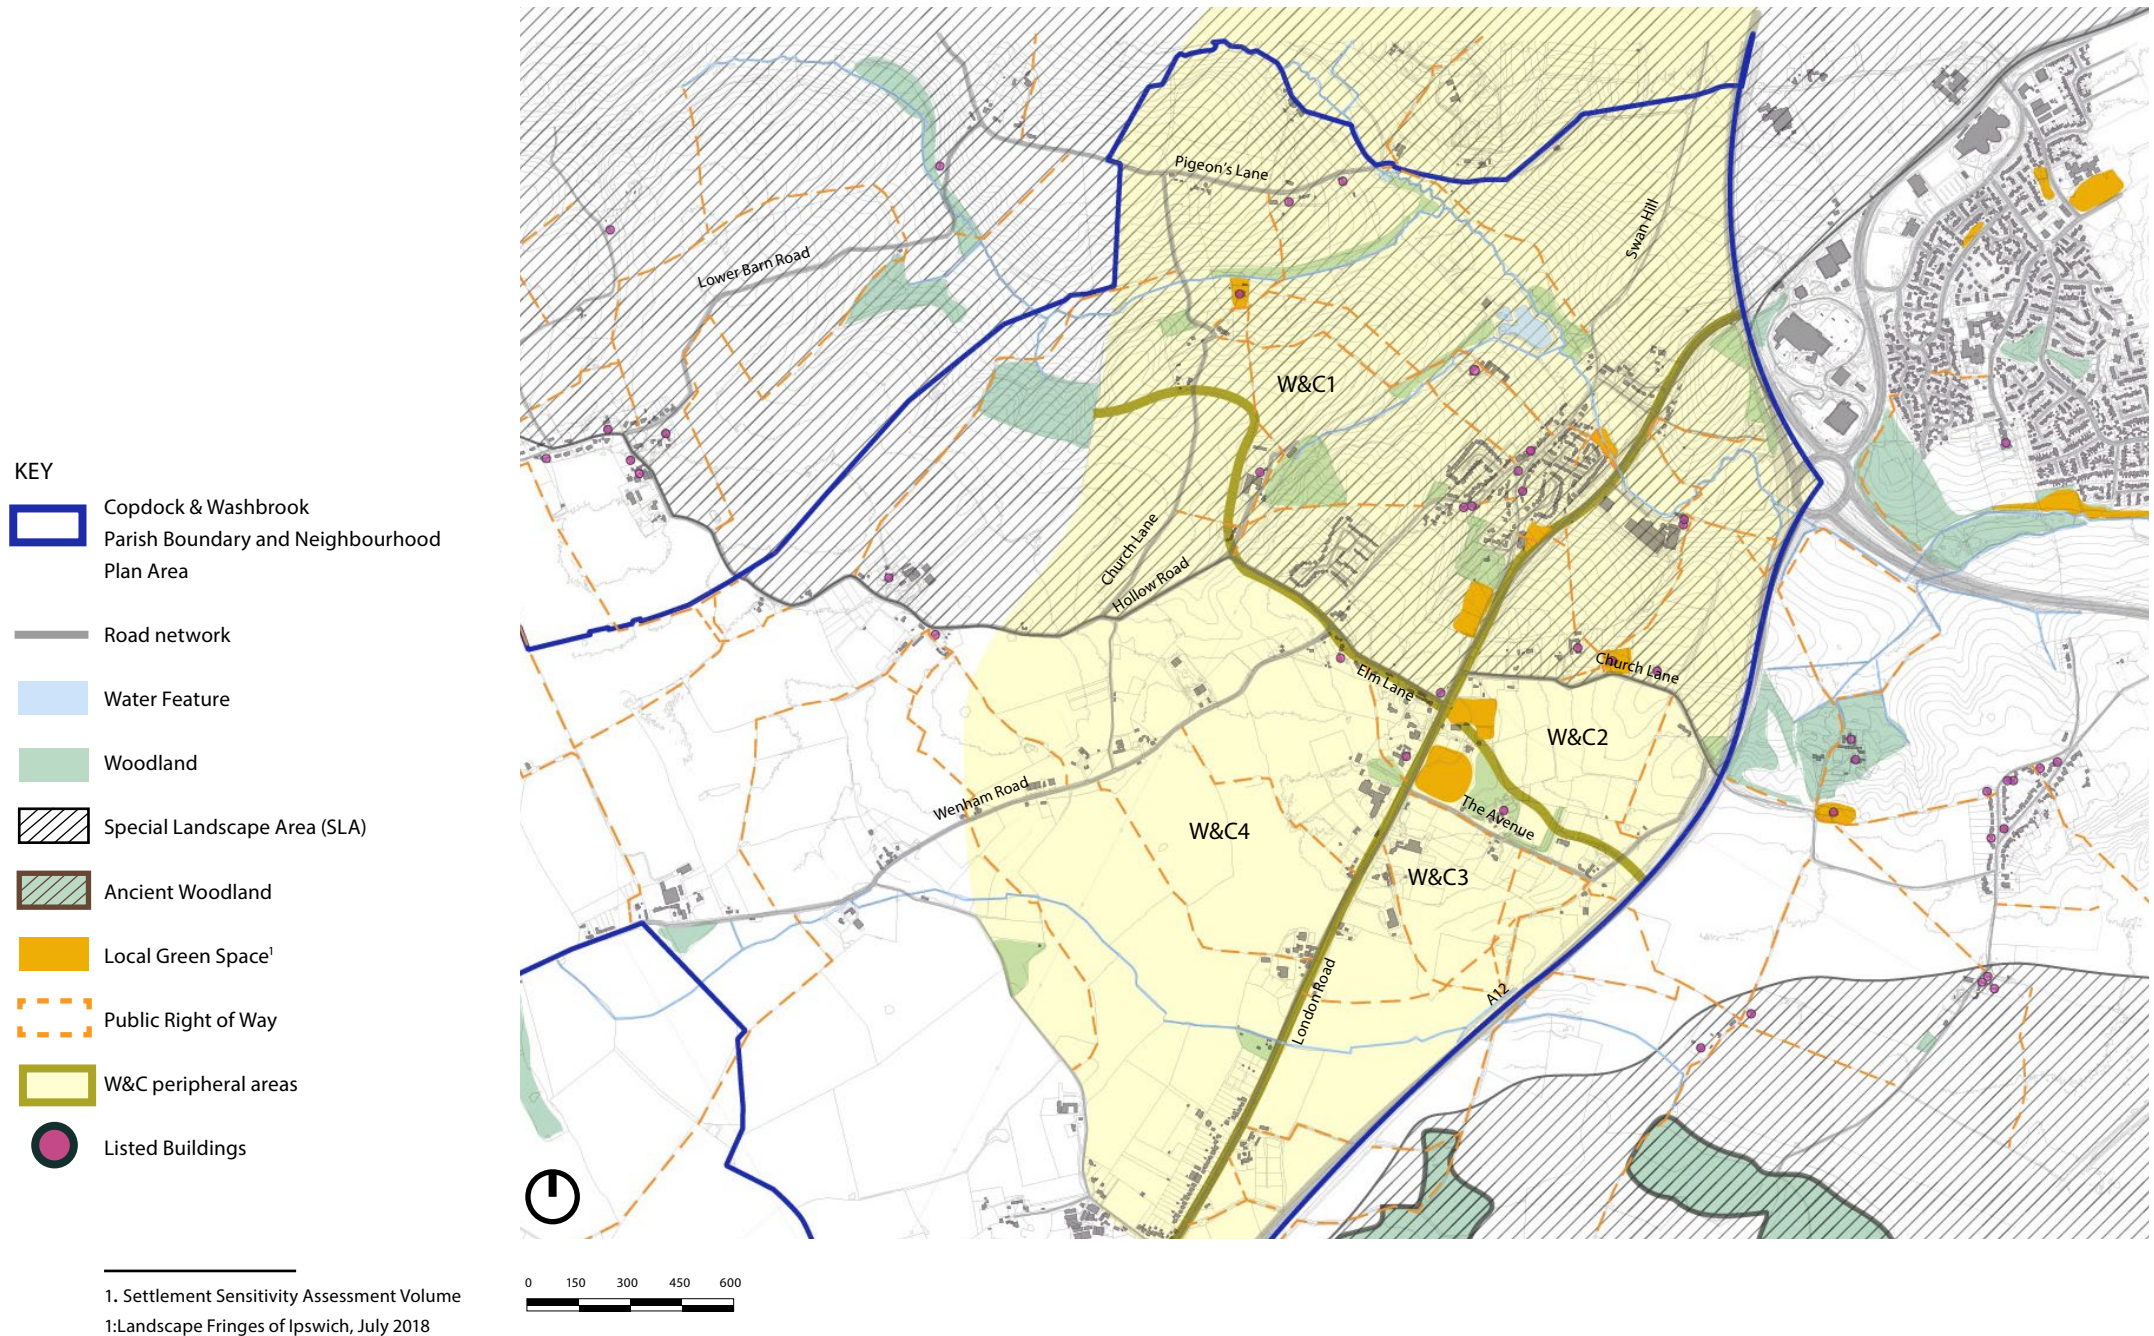 KEY
Copdock & Washbrook
Parish Boundary and Neighbourhood
Plan Area
Road network
Water Feature
Woodland
Special Landscape Area (SLA)
Ancient Woodland
Local Green Space1
Public Right of Way
W&C peripheral areas
Listed Buildings
1. Settlement Sensitivity Assessment Volume
1:Landscape Fringes of Ipswich, July 2018
0 150 300 450 600
Pigeon's Lane
Swan Hill
Lower Barn Road
W&C1
Church Lane
Hollow Road
Elm Lane
Church Lane
W&C2
Wenham Road
The Avenue
W&C4
W&C3
London Road
A12